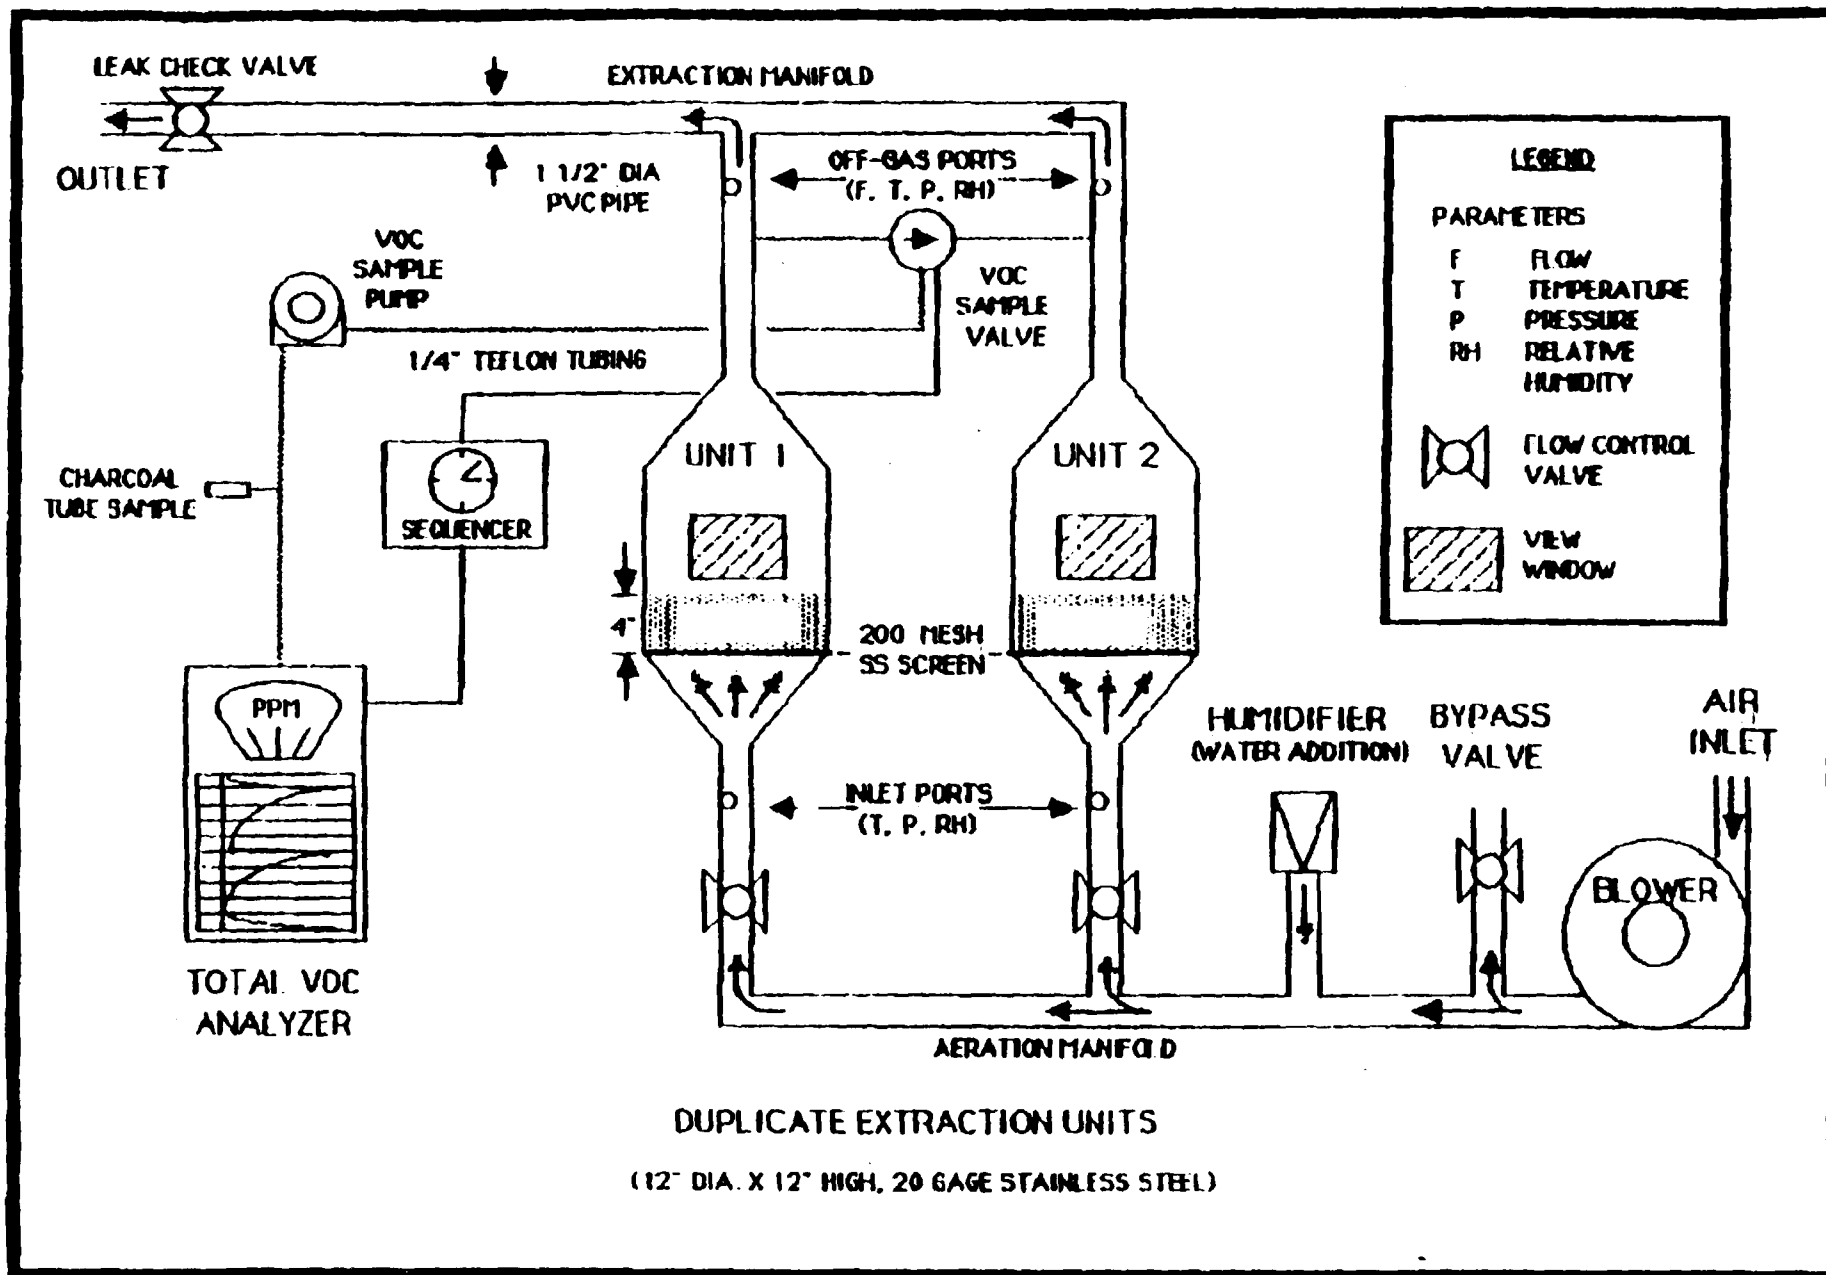 LEAK CHECK VALVE
EXTRACTION MANIFOLD
OUTLET
1 1/2" DIA
PVC PIPE
OFF-GAS PORTS
(F, T, P, RH)
VOC
SAMPLE
PUMP
VOC
SAMPLE
VALVE
1/4" TEFLON TUBING
CHARCOAL
TUBE SAMPLE
SEQUENCER
UNIT 1
UNIT 2
4"
200 MESH
SS SCREEN
PPM
TOTAL VOC
ANALYZER
INLET PORTS
(T, P, RH)
HUMIDIFIER
(WATER ADDITION)
BYPASS
VALVE
AIR
INLET
BLOWER
AERATION MANIFOLD
LEGEND
PARAMETERS
F FLOW
T TEMPERATURE
P PRESSURE
RH RELATIVE
HUMIDITY
FLOW CONTROL
VALVE
VIEW
WINDOW
DUPLICATE EXTRACTION UNITS
(12" DIA. X 12" HIGH, 20 GAGE STAINLESS STEEL)